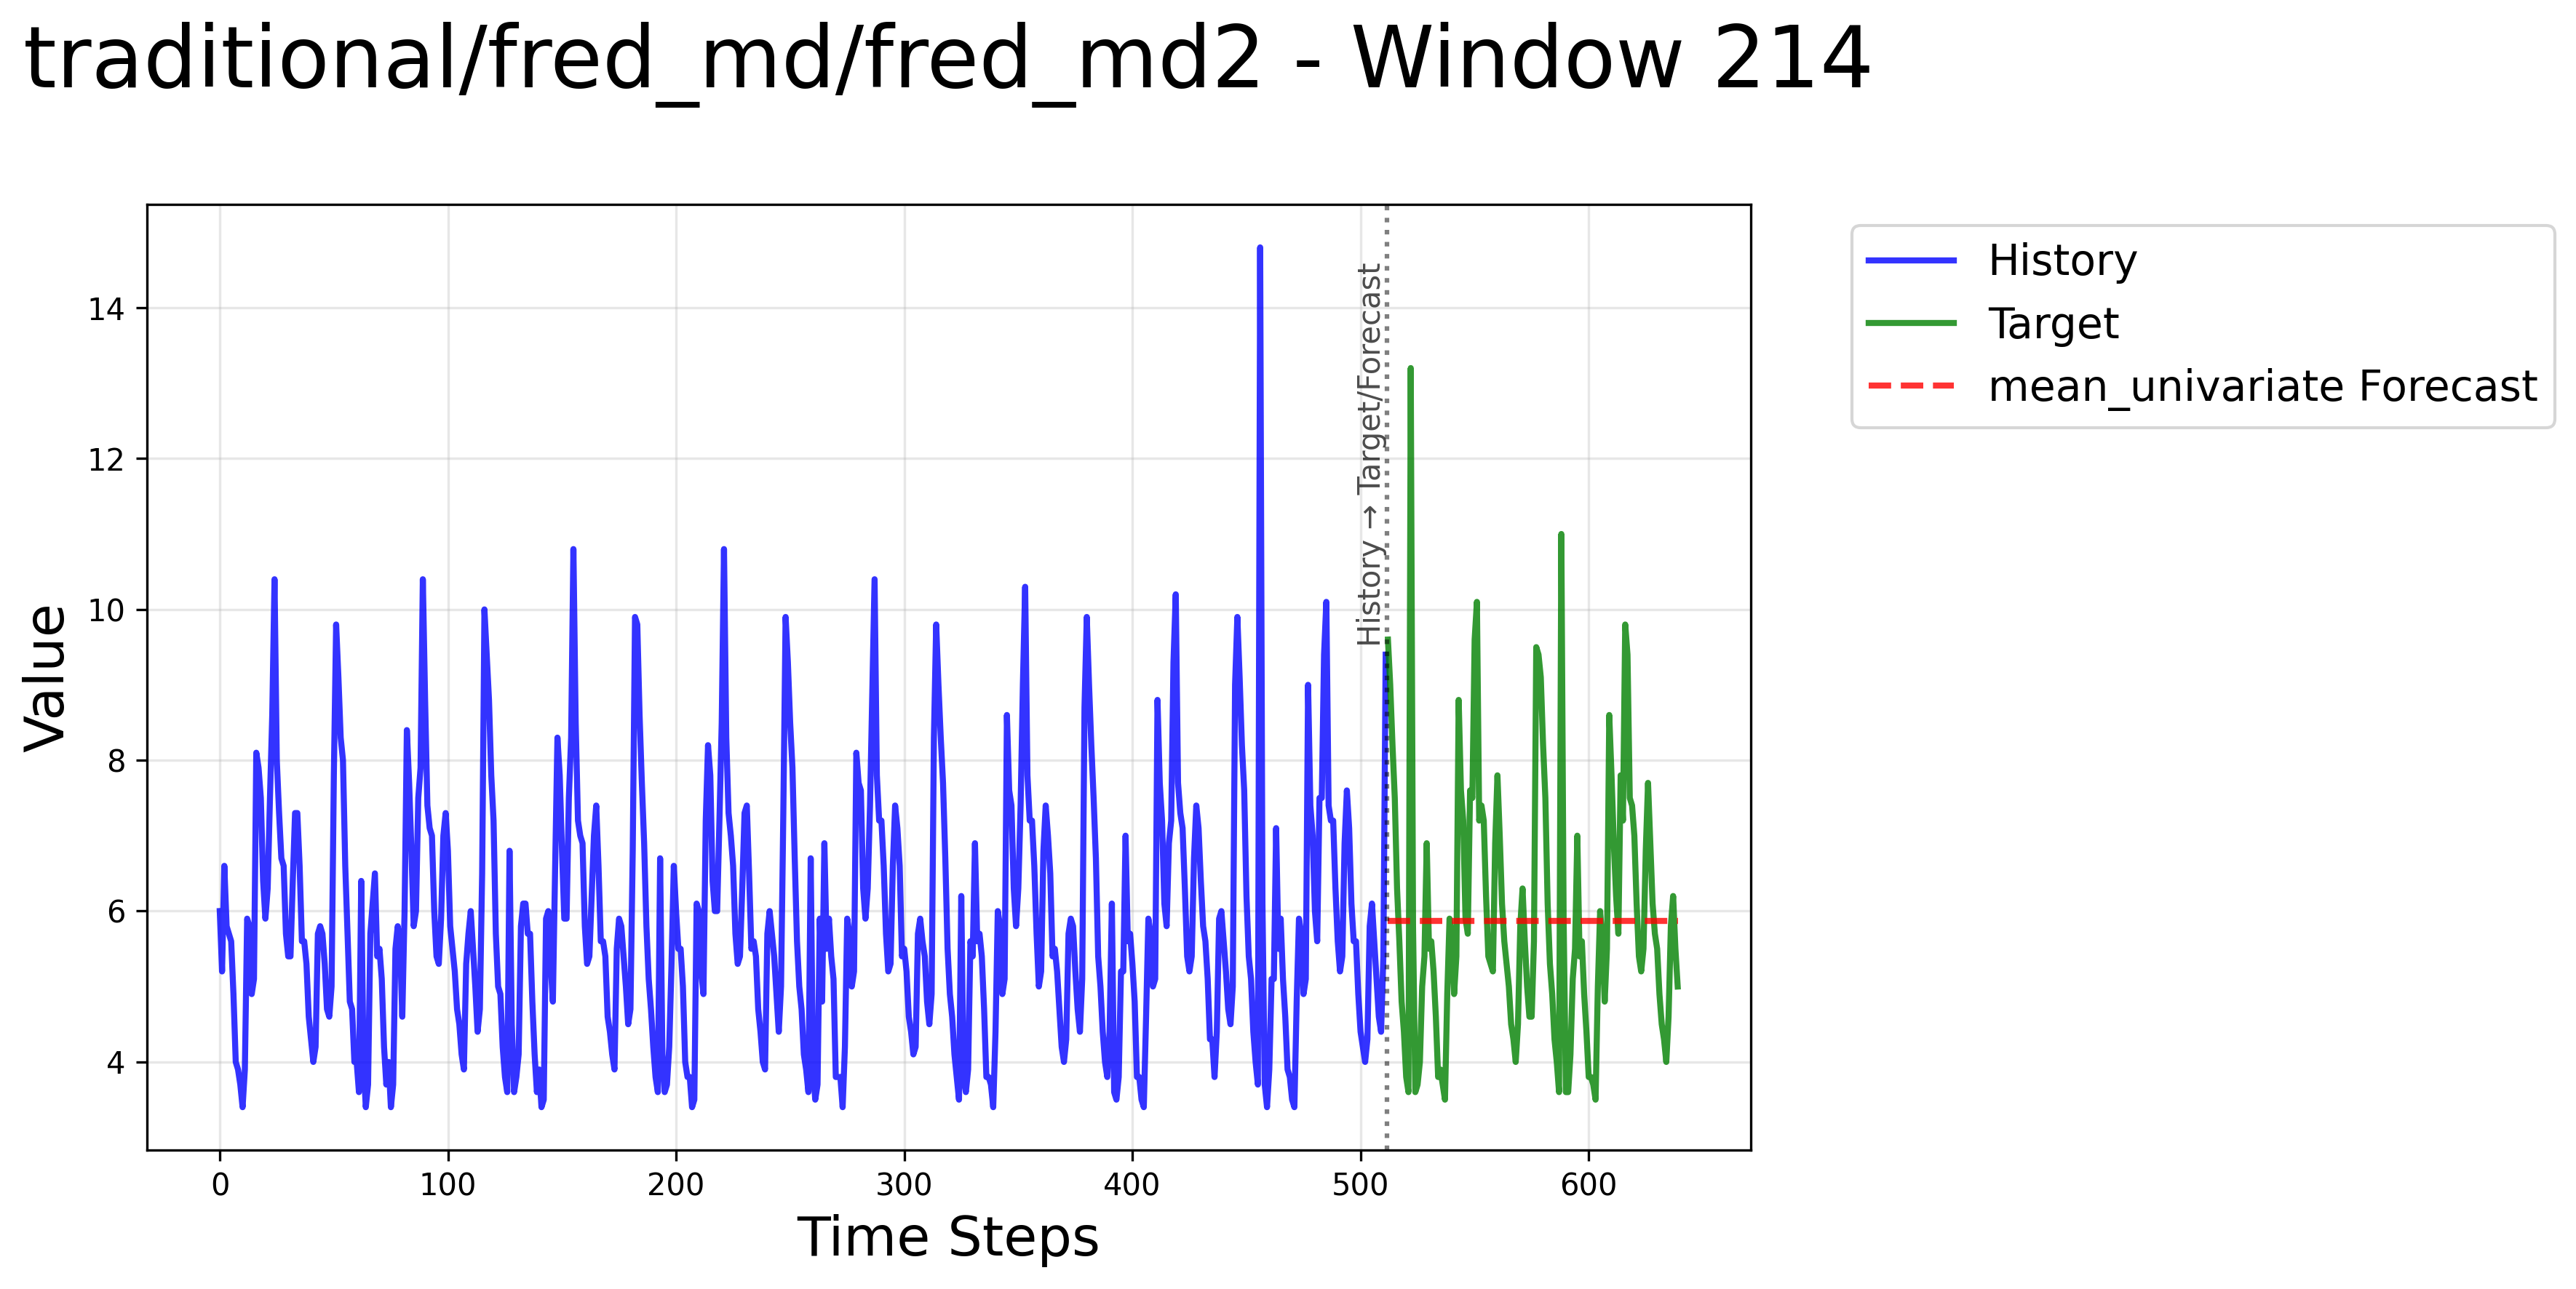 traditional/fred_md/fred_md2 - Window 214
History
Target
mean_univariate Forecast
History → Target/Forecast
Value
14
12
10
8
6
4
0
100
200
300
400
500
600
Time Steps